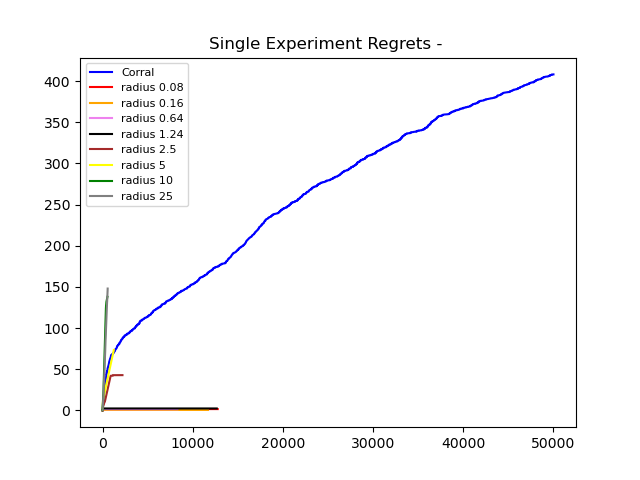 Single Experiment Regrets -
Corral
radius 0.08
radius 0.16
radius 0.64
radius 1.24
radius 2.5
radius 5
radius 10
radius 25
400
350
300
250
200
150
100
50
0
0 10000 20000 30000 40000 50000